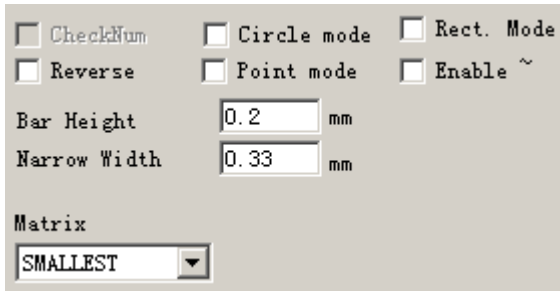 CheckNum Circle mode Rect. Mode
Reverse Point mode Enable ~
Bar Height 0.2 mm
Narrow Width 0.33 mm
Matrix
SMALLEST